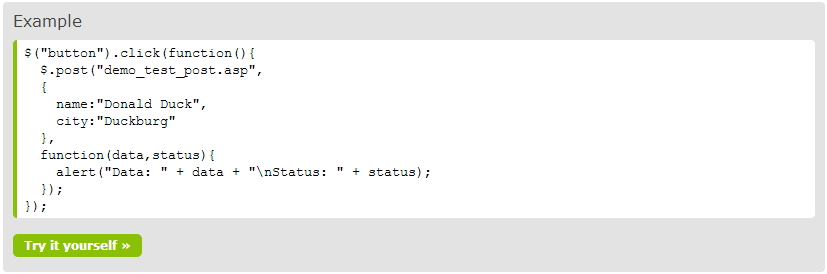 Example
$("button").click(function(){
  $.post("demo_test_post.asp",
  {
    name:"Donald Duck",
    city:"Duckburg"
  },
  function(data,status){
    alert("Data: " + data + "\nStatus: " + status);
  });
});
Try it yourself »